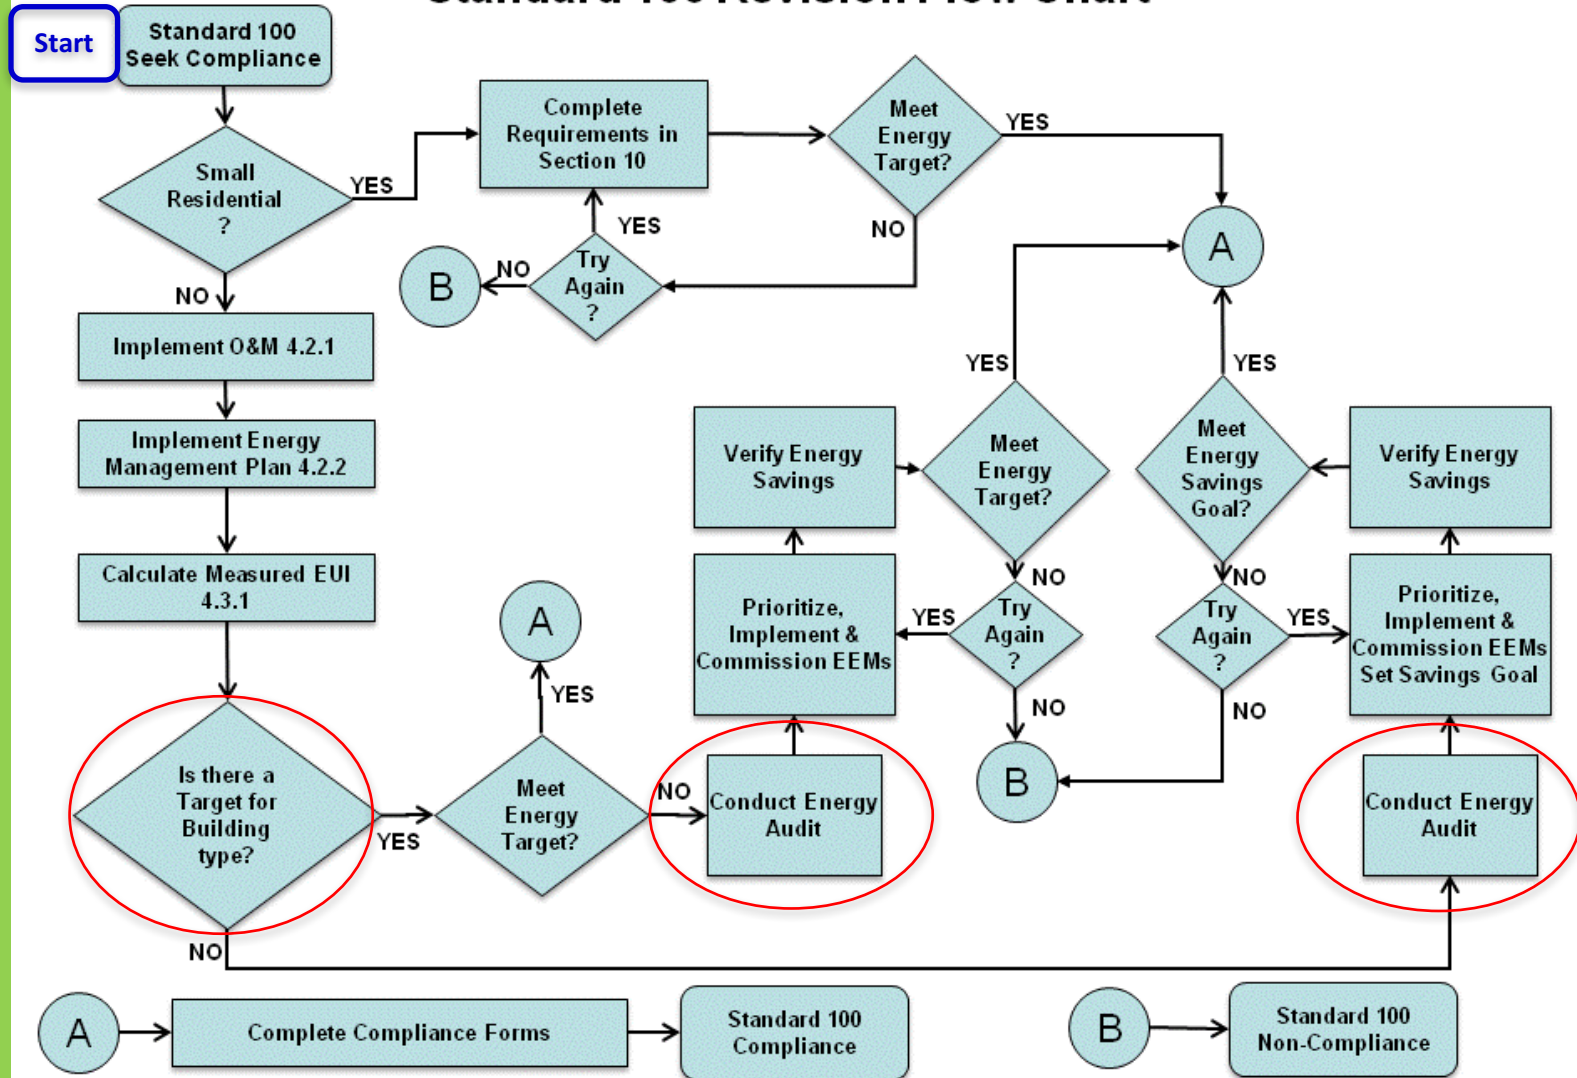 Start
Standard 100
Seek Compliance
Small
Residential
?
YES
NO
Complete
Requirements in
Section 10
Meet
Energy
Target?
YES
NO
Try
Again
?
YES
NO
B
A
Implement O&M 4.2.1
Implement Energy
Management Plan 4.2.2
Calculate Measured EUI
4.3.1
Is there a
Target for
Building
type?
YES
NO
Meet
Energy
Target?
YES
A
NO
Conduct Energy
Audit
Prioritize,
Implement &
Commission EEMs
Verify Energy
Savings
Meet
Energy
Target?
YES
NO
Try
Again
?
YES
NO
B
Meet
Energy
Savings
Goal?
YES
NO
Try
Again
?
YES
NO
Verify Energy
Savings
Prioritize,
Implement &
Commission EEMs
Set Savings Goal
Conduct Energy
Audit
A
Complete Compliance Forms
Standard 100
Compliance
B
Standard 100
Non-Compliance